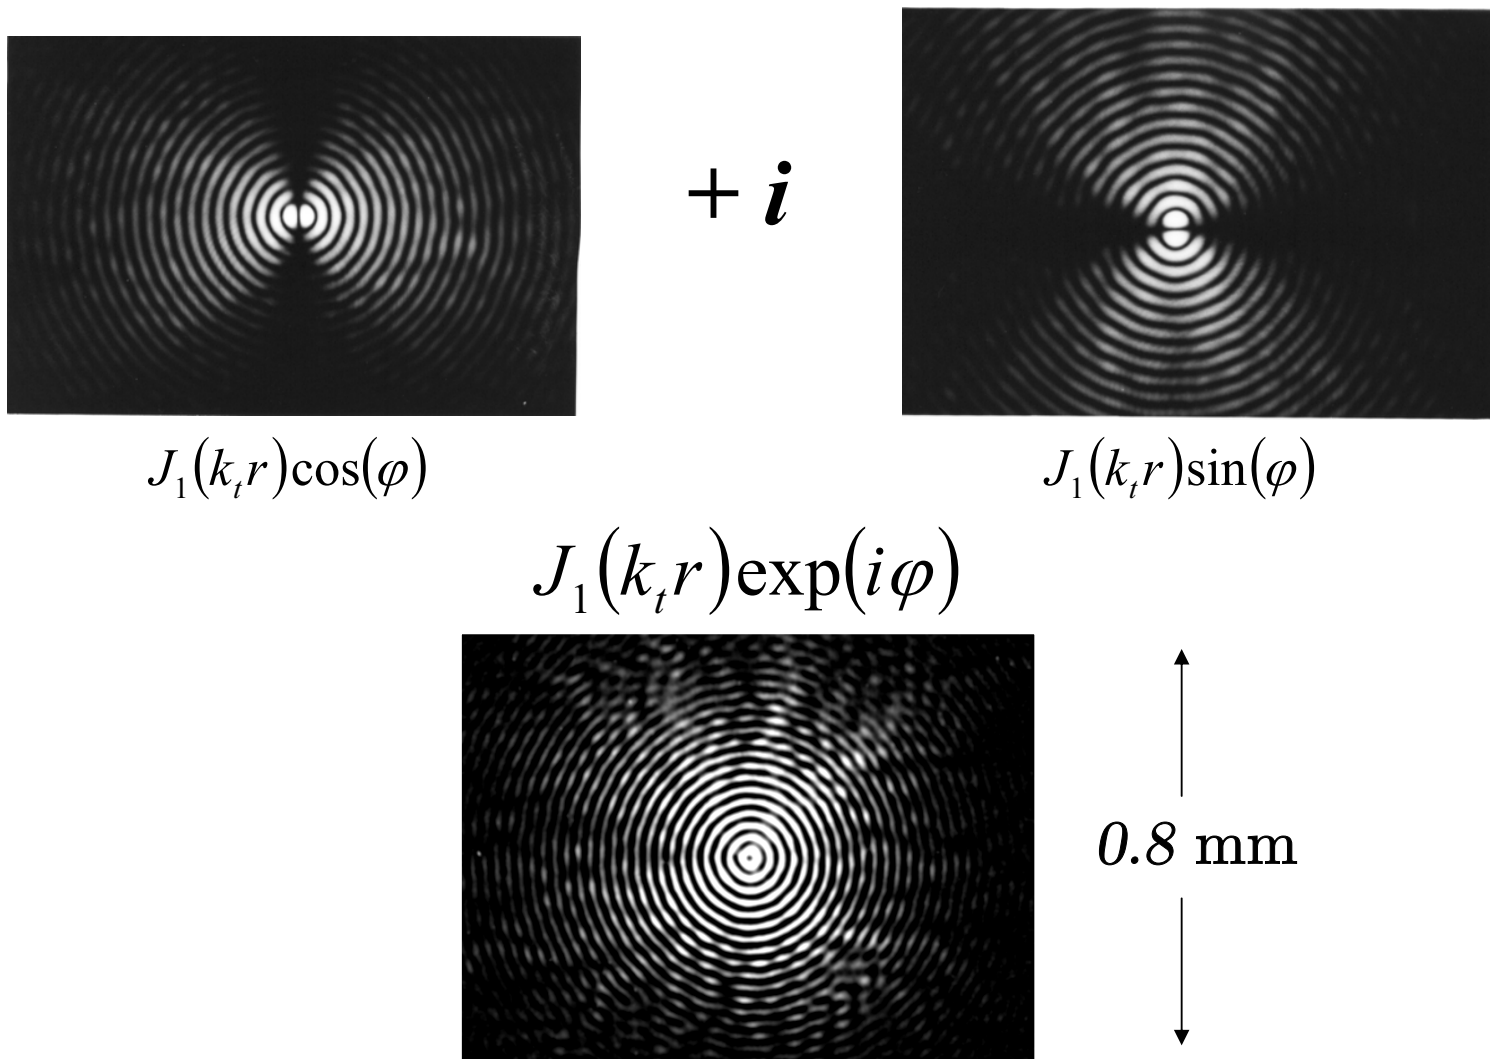 + i
J₁(kₜr)cos(φ)
J₁(kₜr)sin(φ)
J₁(kₜr)exp(iφ)
0.8 mm